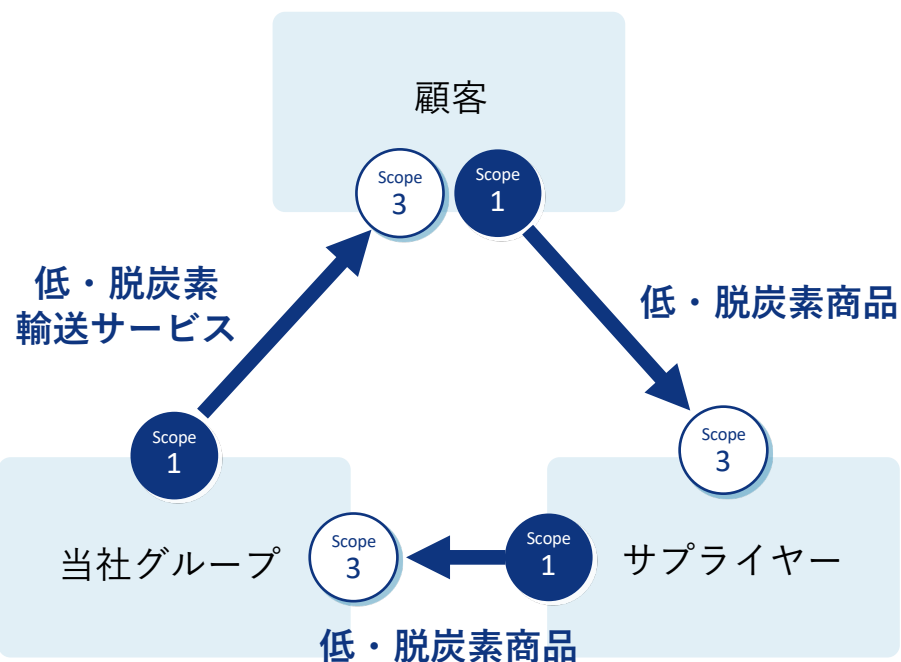 顧客
Scope
3
Scope
1
低・脱炭素
輸送サービス
低・脱炭素商品
Scope
1
Scope
3
当社グループ
Scope
3
Scope
1
サプライヤー
低・脱炭素商品